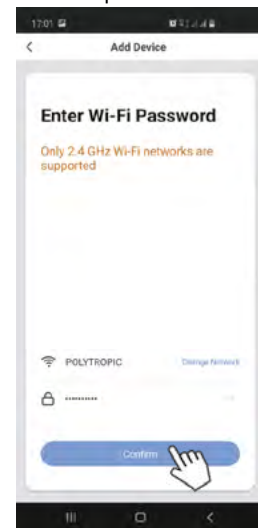 17:01
Add Device
Enter Wi-Fi Password
Only 2.4 GHz Wi-Fi networks are
supported
POLYTROPIC Change Network
Confirm